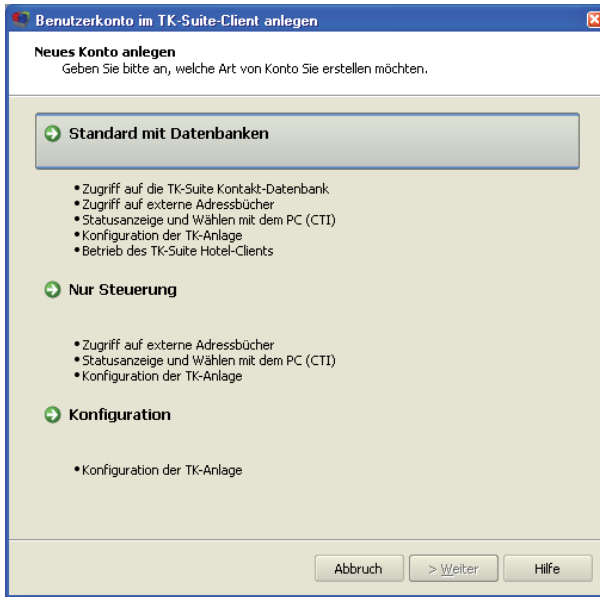 Benutzerkonto im TK-Suite-Client anlegen
Neues Konto anlegen
Geben Sie bitte an, welche Art von Konto Sie erstellen möchten.
Standard mit Datenbanken
• Zugriff auf die TK-Suite Kontakt-Datenbank
• Zugriff auf externe Adressbücher
• Statusanzeige und Wählen mit dem PC (CTI)
• Konfiguration der TK-Anlage
• Betrieb des TK-Suite Hotel-Clients
Nur Steuerung
• Zugriff auf externe Adressbücher
• Statusanzeige und Wählen mit dem PC (CTI)
• Konfiguration der TK-Anlage
Konfiguration
• Konfiguration der TK-Anlage
Abbruch > Weiter Hilfe